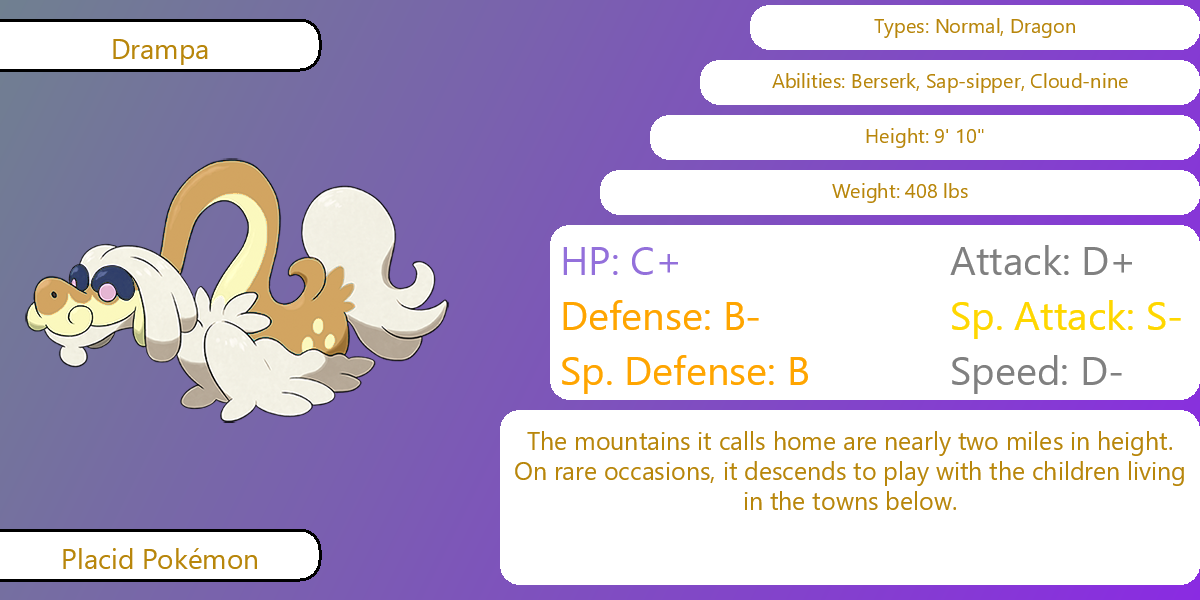 Drampa
Types: Normal, Dragon
Abilities: Berserk, Sap-sipper, Cloud-nine
Height: 9' 10"
Weight: 408 lbs
HP: C+
Attack: D+
Defense: B-
Sp. Attack: S-
Sp. Defense: B
Speed: D-
The mountains it calls home are nearly two miles in height.
On rare occasions, it descends to play with the children living
in the towns below.
Placid Pokémon